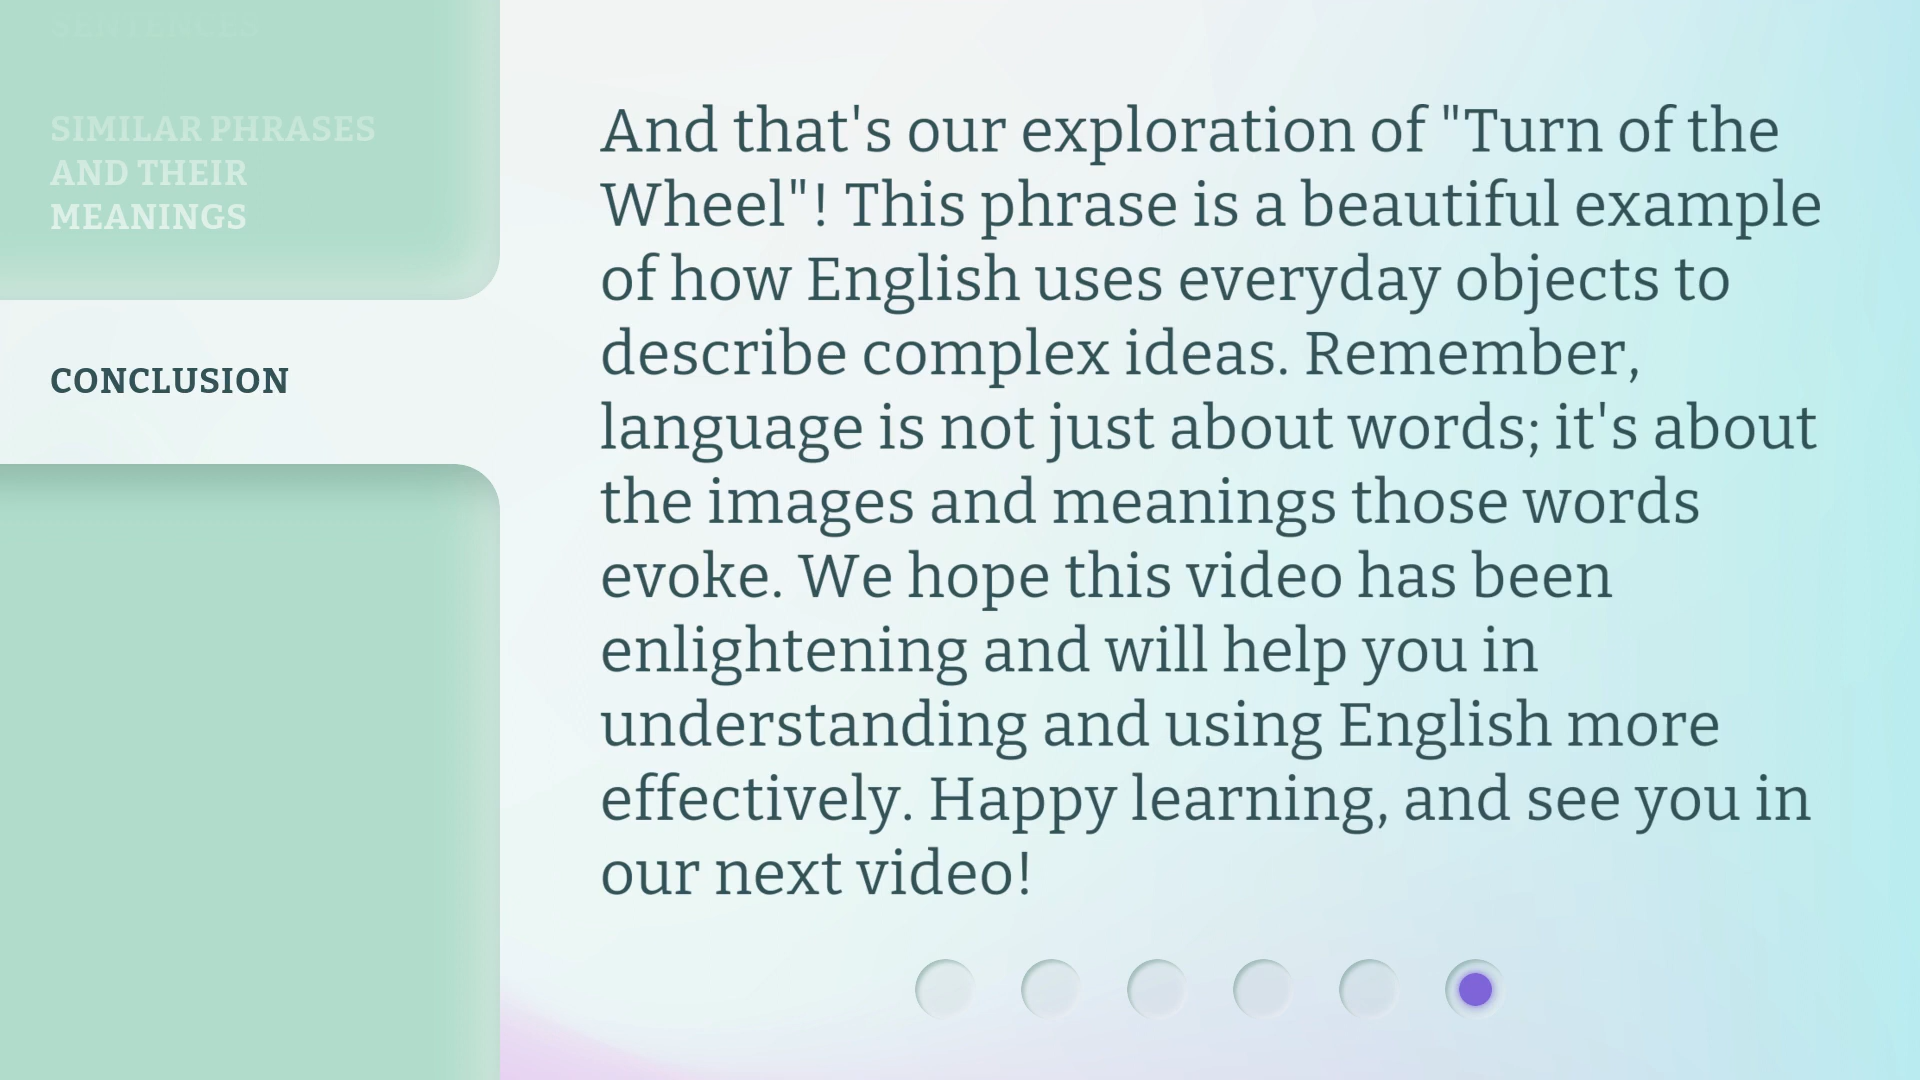 SENTENCES
SIMILAR PHRASES
AND THEIR
MEANINGS
CONCLUSION
And that's our exploration of "Turn of the
Wheel"! This phrase is a beautiful example
of how English uses everyday objects to
describe complex ideas. Remember,
language is not just about words; it's about
the images and meanings those words
evoke. We hope this video has been
enlightening and will help you in
understanding and using English more
effectively. Happy learning, and see you in
our next video!